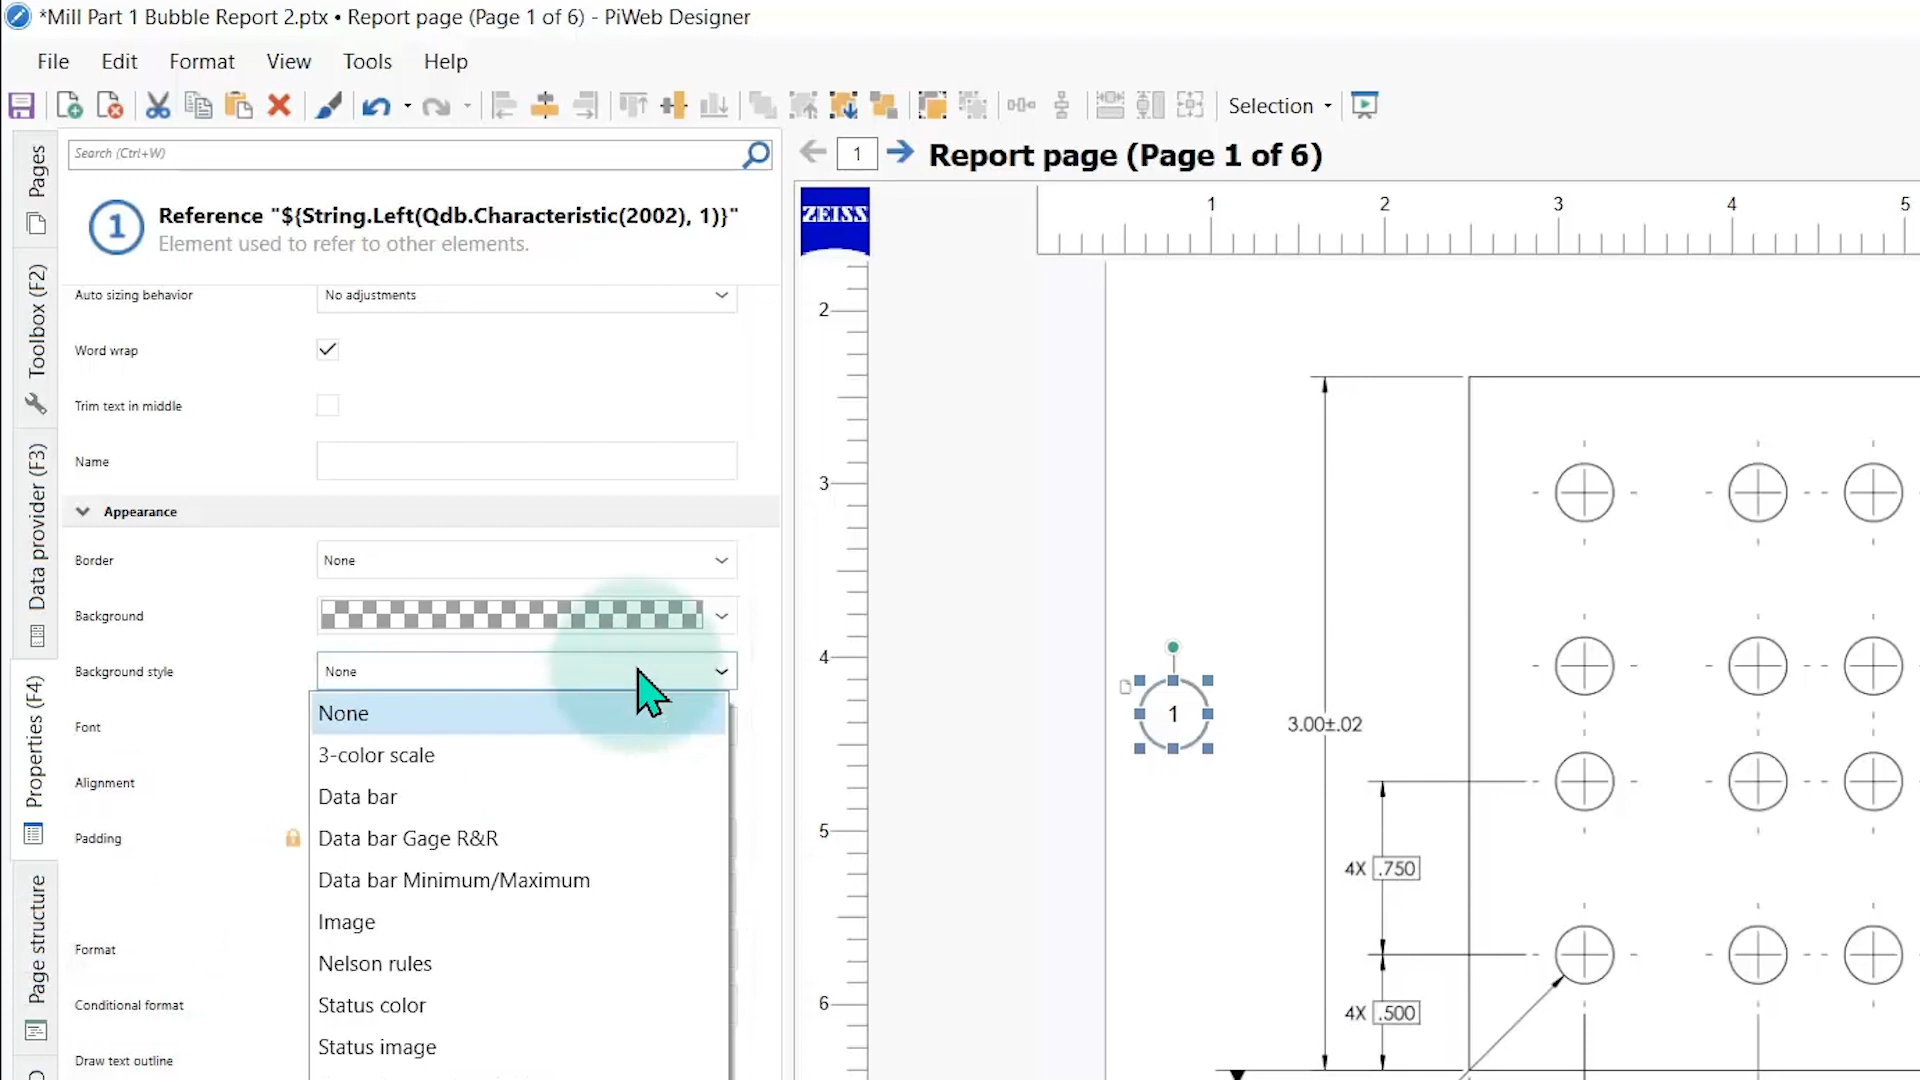 *Mill Part 1 Bubble Report 2.ptx • Report page (Page 1 of 6) - PiWeb Designer
File Edit Format View Tools Help
Selection
Pages
Toolbox (F2)
Data provider (F3)
Properties (F4)
Page structure
Search (Ctrl+W)
1
Reference "${String.Left(Qdb.Characteristic(2002), 1)}"
Element used to refer to other elements.
Auto sizing behavior No adjustments
Word wrap
Trim text in middle
Name
Appearance
Border None
Background
Background style None
Font
Alignment
Padding
Format
Conditional format
Draw text outline
None
3-color scale
Data bar
Data bar Gage R&R
Data bar Minimum/Maximum
Image
Nelson rules
Status color
Status image
1
Report page (Page 1 of 6)
ZEISS
1 2 3 4 5
2
3
4
5
6
1
3.00±.02
4X .750
4X .500